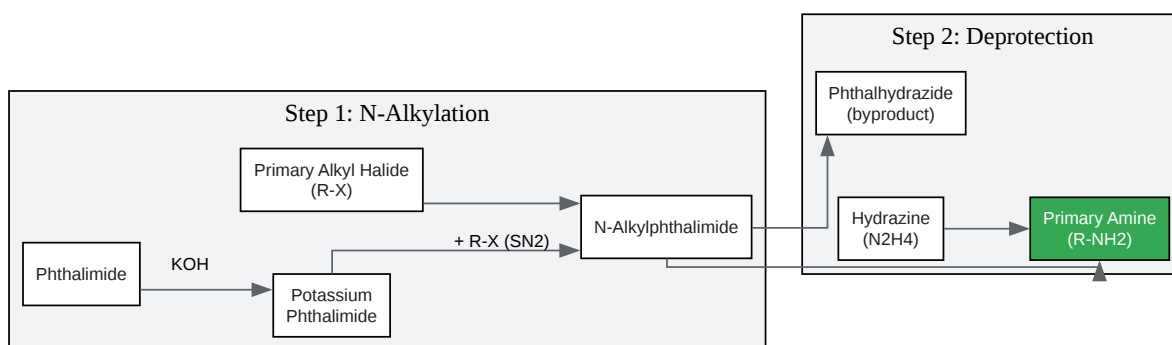 Step 1: N-Alkylation
Phthalimide
KOH
Potassium
Phthalimide
Primary Alkyl Halide
(R-X)
+ R-X (SN2)
N-Alkylphthalimide
Step 2: Deprotection
Phthalhydrazide
(byproduct)
Hydrazine
(N2H4)
Primary Amine
(R-NH2)